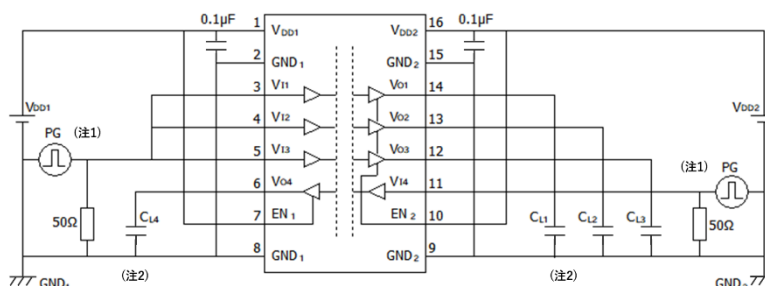 0.1μF 1 16 0.1μF
VDD1 VDD2
2 GND1 GND2 15
3 VI1 VO1 14
VDD1 VDD2
4 VI2 VO2 13
PG (注1)
5 VI3 VO3 12
(注1) PG
6 VO4 VI4 11
50Ω CL4 7 EN1 EN2 10 CL1 CL2 CL3 50Ω
8 GND1 GND2 9
(注2) (注2)